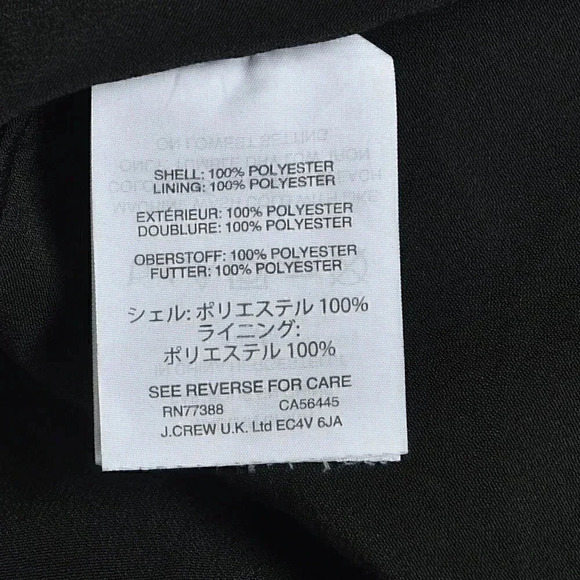 SHELL: 100% POLYESTER
LINING: 100% POLYESTER
EXTÉRIEUR: 100% POLYESTER
DOUBLURE: 100% POLYESTER
OBERSTOFF: 100% POLYESTER
FUTTER: 100% POLYESTER
シェル: ポリエステル 100%
ライニング:
ポリエステル 100%
SEE REVERSE FOR CARE
RN77388 CA56445
J.CREW U.K. Ltd EC4V 6JA